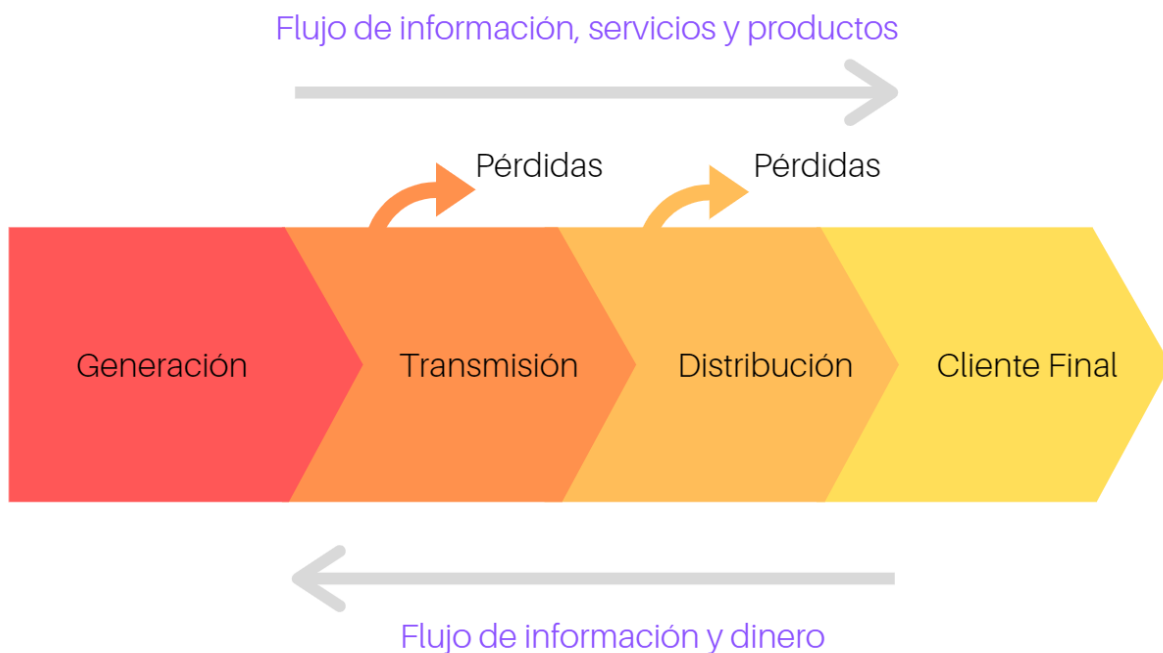 Flujo de información, servicios y productos
Pérdidas
Pérdidas
Generación
Transmisión
Distribución
Cliente Final
Flujo de información y dinero